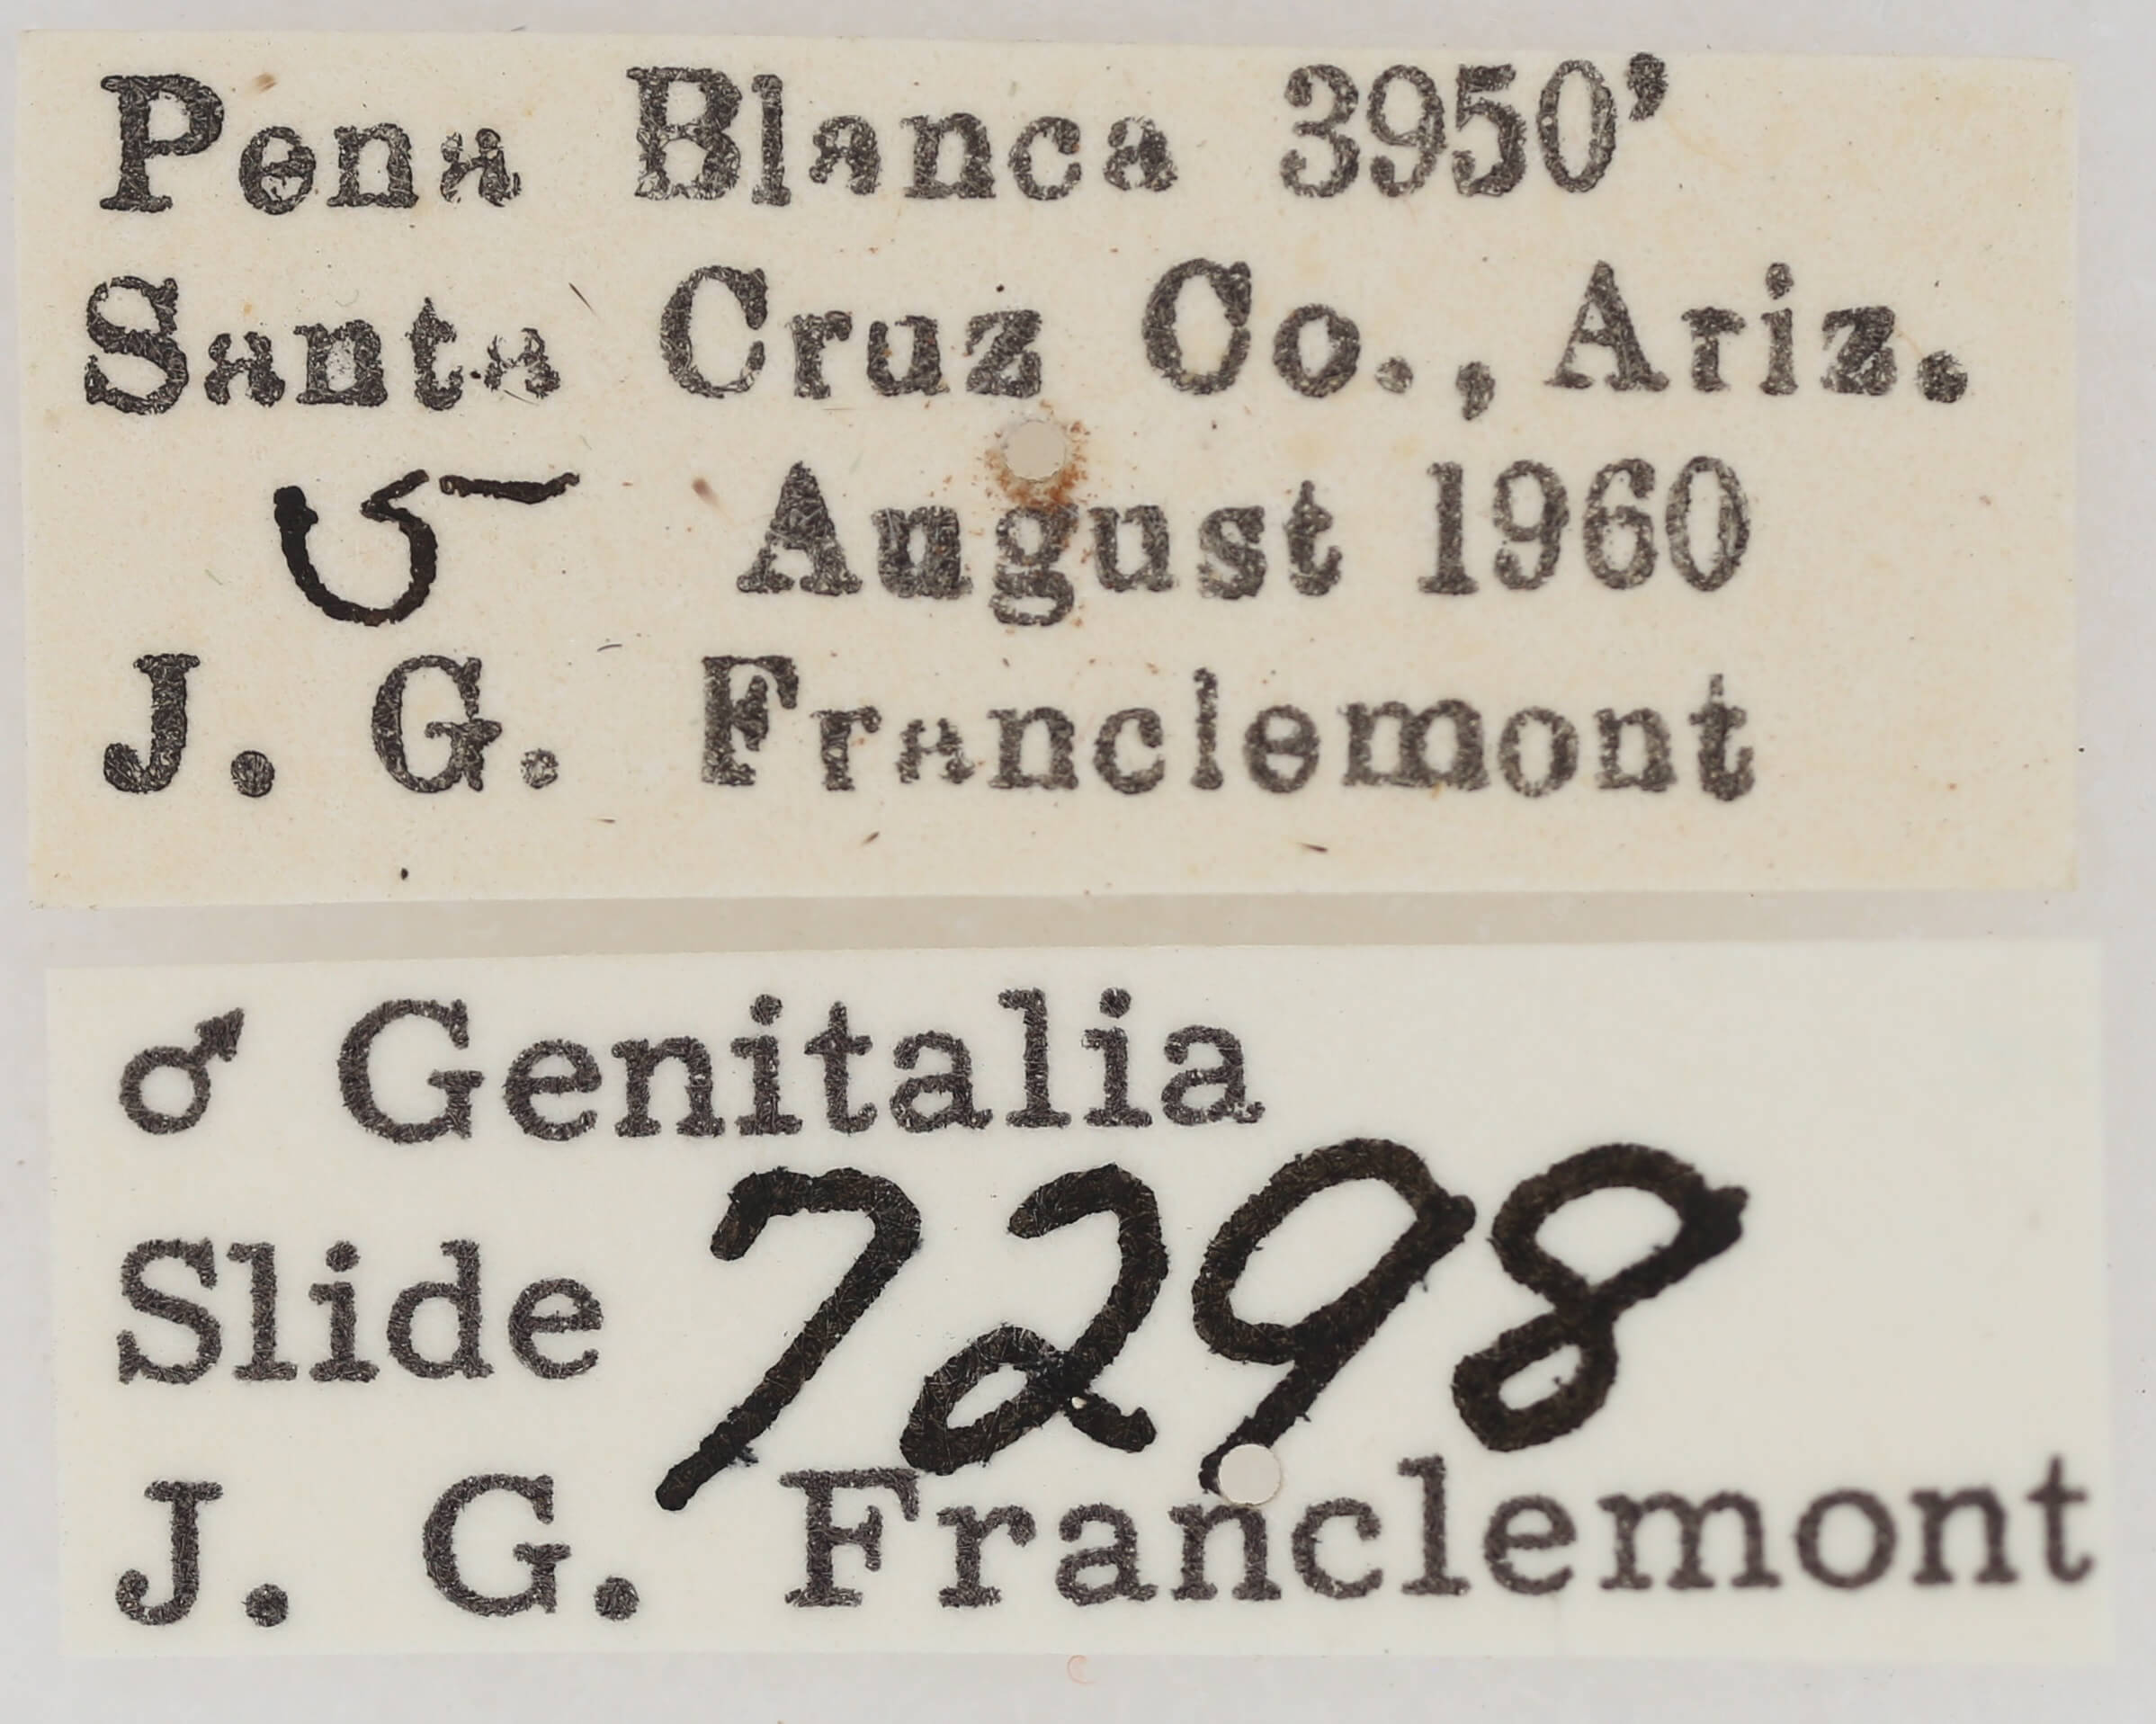 Pena Blanca 3950'
Santa Cruz Co., Ariz.
5 August 1960
J. G. Franclemont
♂ Genitalia
Slide 7298
J. G. Franclemont